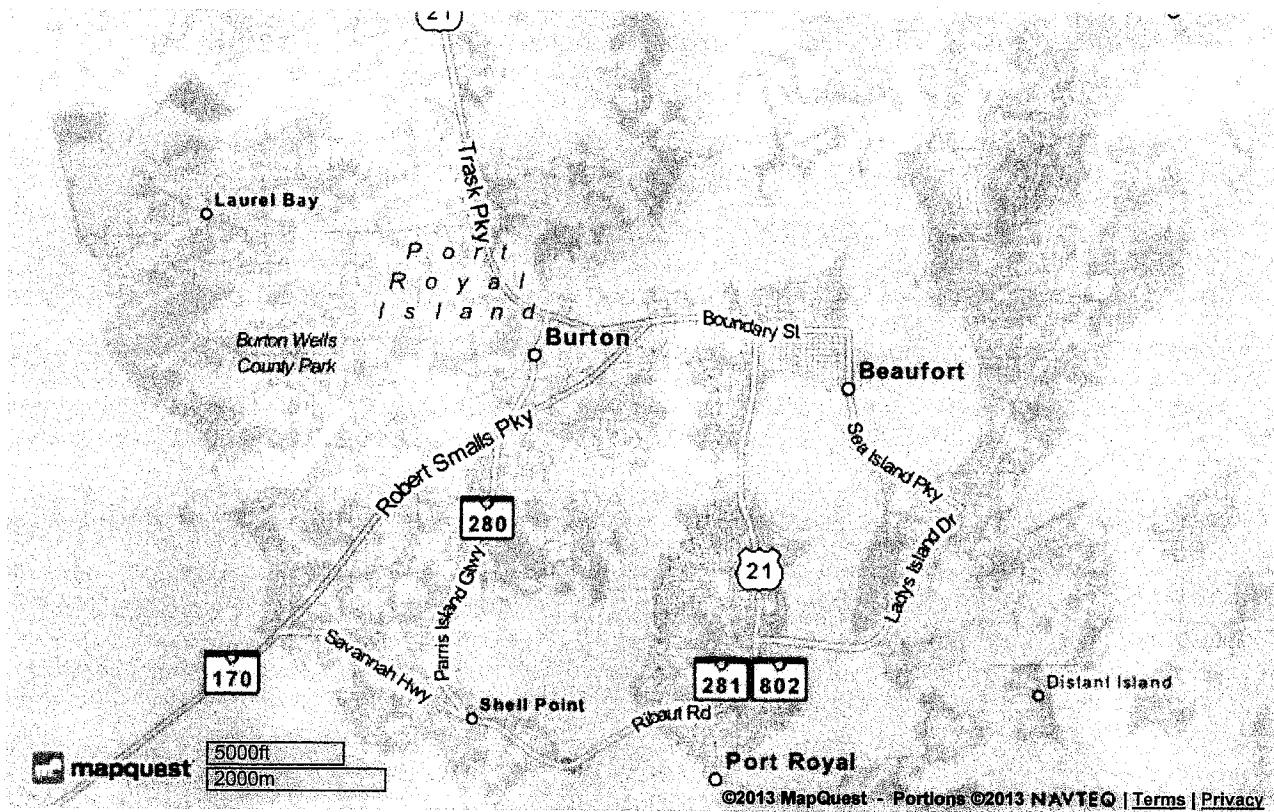 21
Trask Pky
Laurel Bay
Port
Royal
Island
Burton Wells
County Park
Burton
Boundary St
Beaufort
Robert Smalls Pky
Sea Island Pky
280
Ladys Island Dr
21
Parris Island Gtwy
Savannah Hwy
170
281
802
Distant Island
Shell Point
Ribaut Rd
Port Royal
mapquest
5000ft
2000m
©2013 MapQuest - Portions ©2013 NAVTEQ | Terms | Privacy